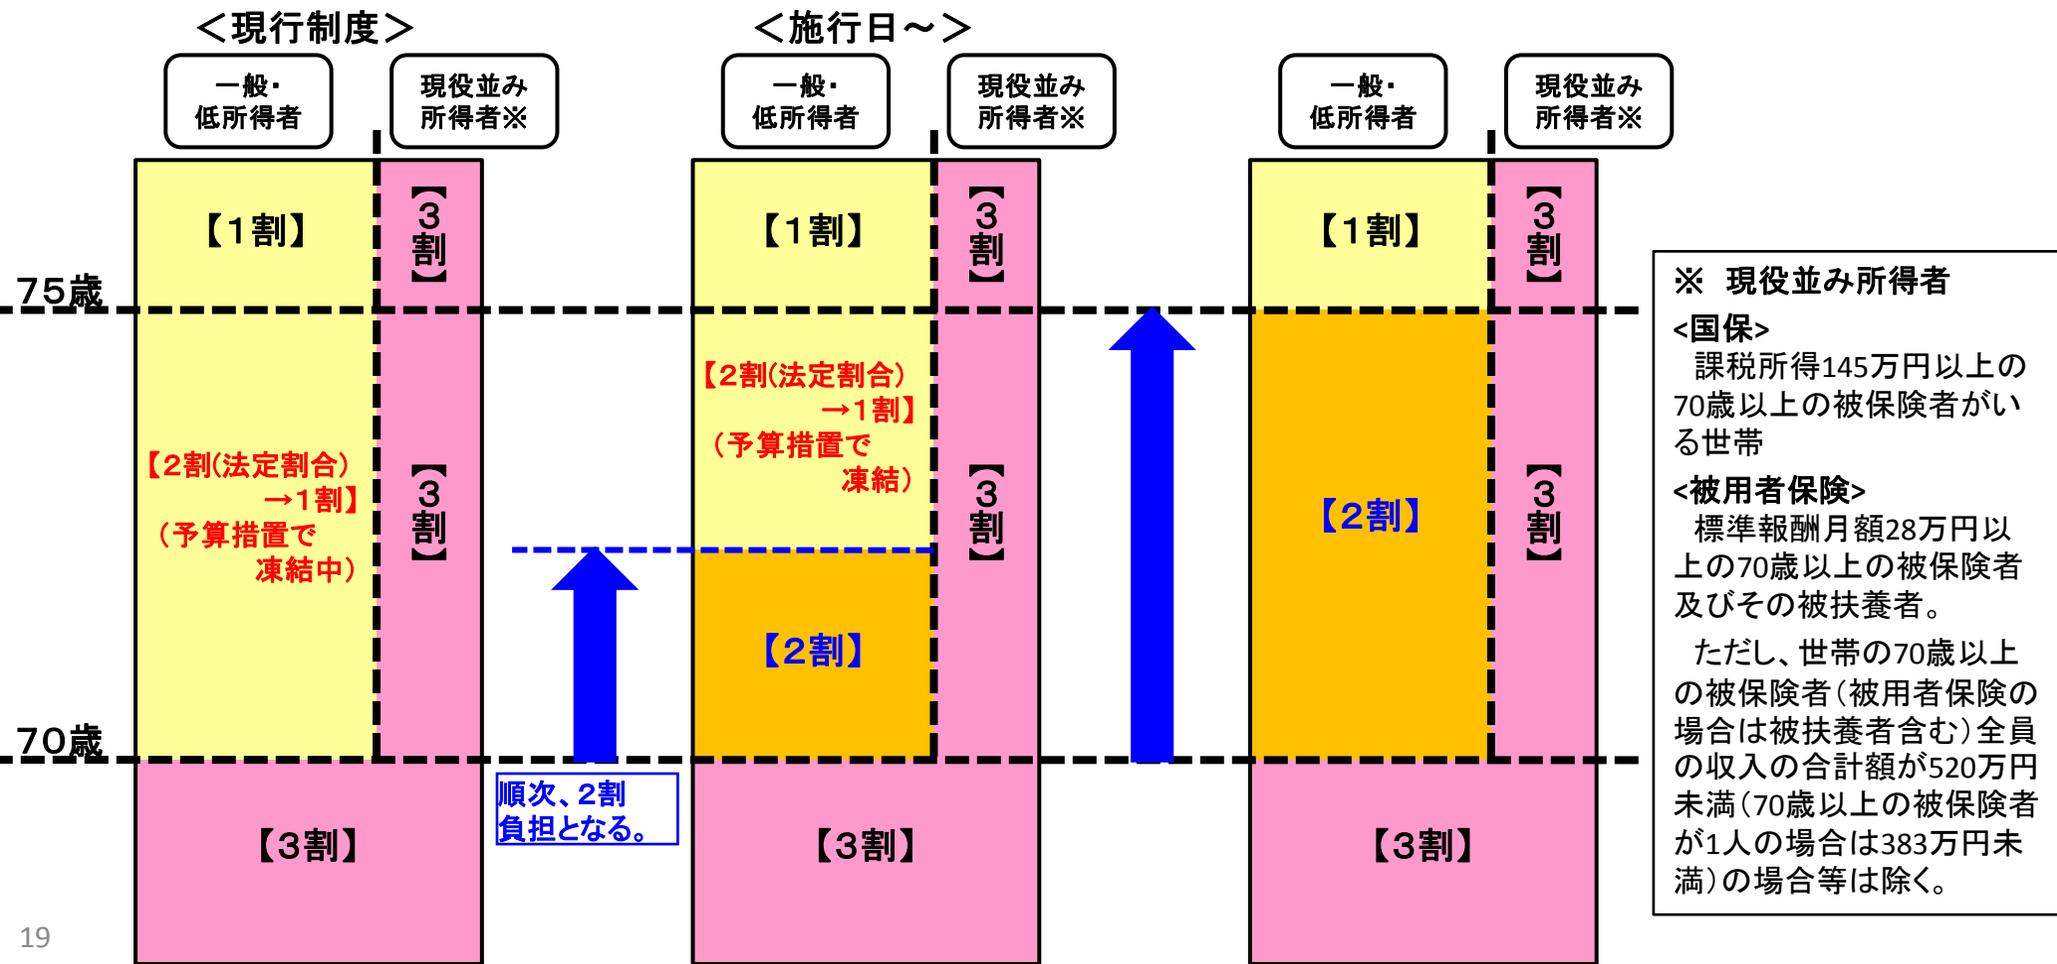 ＜現行制度＞
一般・
低所得者
現役並み
所得者※
【1割】
【3割】
75歳
【2割(法定割合)
→1割】
（予算措置で
凍結中）
【3割】
70歳
【3割】
順次、2割
負担となる。
＜施行日～＞
一般・
低所得者
現役並み
所得者※
【1割】
【3割】
【2割(法定割合)
→1割】
（予算措置で
凍結）
【3割】
【2割】
【3割】
一般・
低所得者
現役並み
所得者※
【1割】
【3割】
【2割】
【3割】
【3割】
※　現役並み所得者
<国保>
課税所得145万円以上の
70歳以上の被保険者がい
る世帯
<被用者保険>
標準報酬月額28万円以
上の70歳以上の被保険者
及びその被扶養者。
ただし、世帯の70歳以上
の被保険者（被用者保険の
場合は被扶養者含む）全員
の収入の合計額が520万円
未満（70歳以上の被保険者
が1人の場合は383万円未
満）の場合等は除く。
19